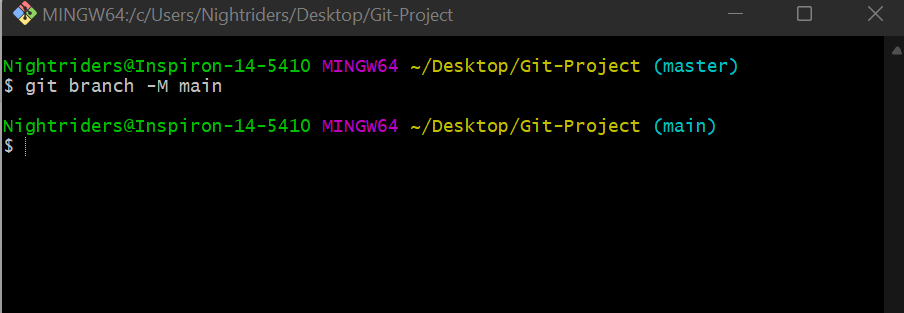 MINGW64:/c/Users/Nightriders/Desktop/Git-Project
Nightriders@Inspiron-14-5410 MINGW64 ~/Desktop/Git-Project (master)
$ git branch -M main
Nightriders@Inspiron-14-5410 MINGW64 ~/Desktop/Git-Project (main)
$